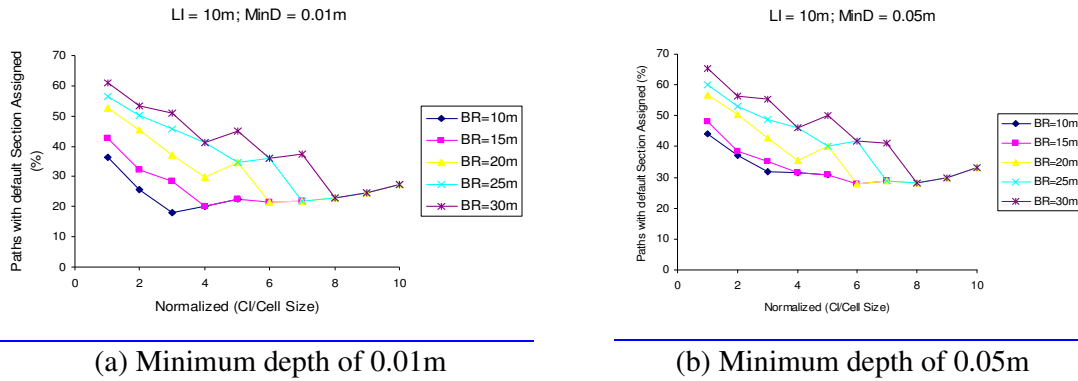 LI = 10m; MinD = 0.01m
Paths with default Section Assigned
(%)
70
60
50
40
30
20
10
0
0 2 4 6 8 10
Normalized (CI/Cell Size)
BR=10m
BR=15m
BR=20m
BR=25m
BR=30m
(a) Minimum depth of 0.01m
LI = 10m; MinD = 0.05m
Paths with default Section Assigned (%)
70
60
50
40
30
20
10
0
0 2 4 6 8 10
Normalized (CI/Cell Size)
BR=10m
BR=15m
BR=20m
BR=25m
BR=30m
(b) Minimum depth of 0.05m